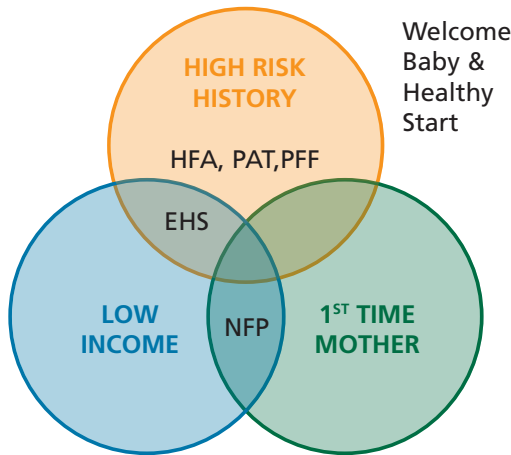 Welcome
Baby &
Healthy
Start
HIGH RISK
HISTORY
HFA, PAT,PFF
EHS
LOW
INCOME
NFP
1ST TIME
MOTHER